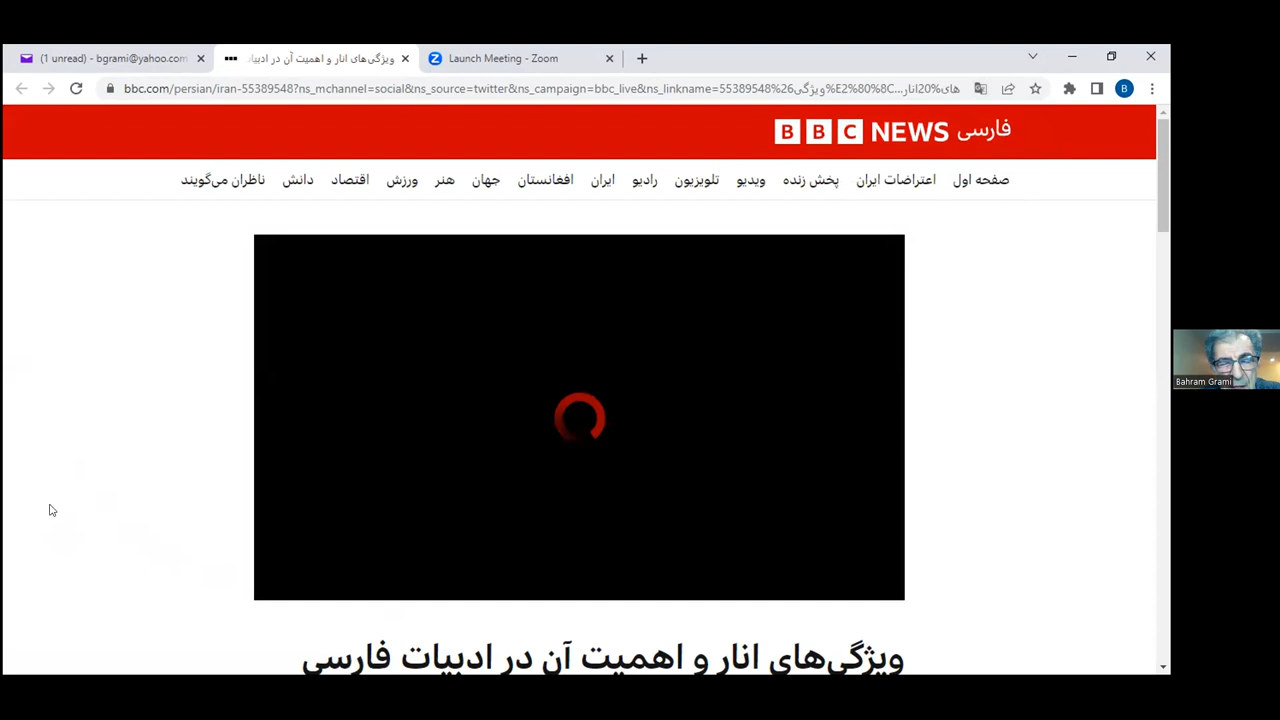 (1 unread) - bgrami@yahoo.com
ویژگی‌های انار و اهمیت آن در ادبیات
Launch Meeting - Zoom
bbc.com/persian/iran-55389548?ns_mchannel=social&ns_source=twitter&ns_campaign=bbc_live&ns_linkname=55389548%26ویژگی%E2%80%8C...های%20انار
B
BBC NEWS فارسی
صفحه اول اعتراضات ایران پخش زنده ویدیو تلویزیون رادیو ایران افغانستان جهان هنر ورزش اقتصاد دانش ناظران می‌گویند
Bahram Grami
ویژگی‌های انار و اهمیت آن در ادبیات فارسی